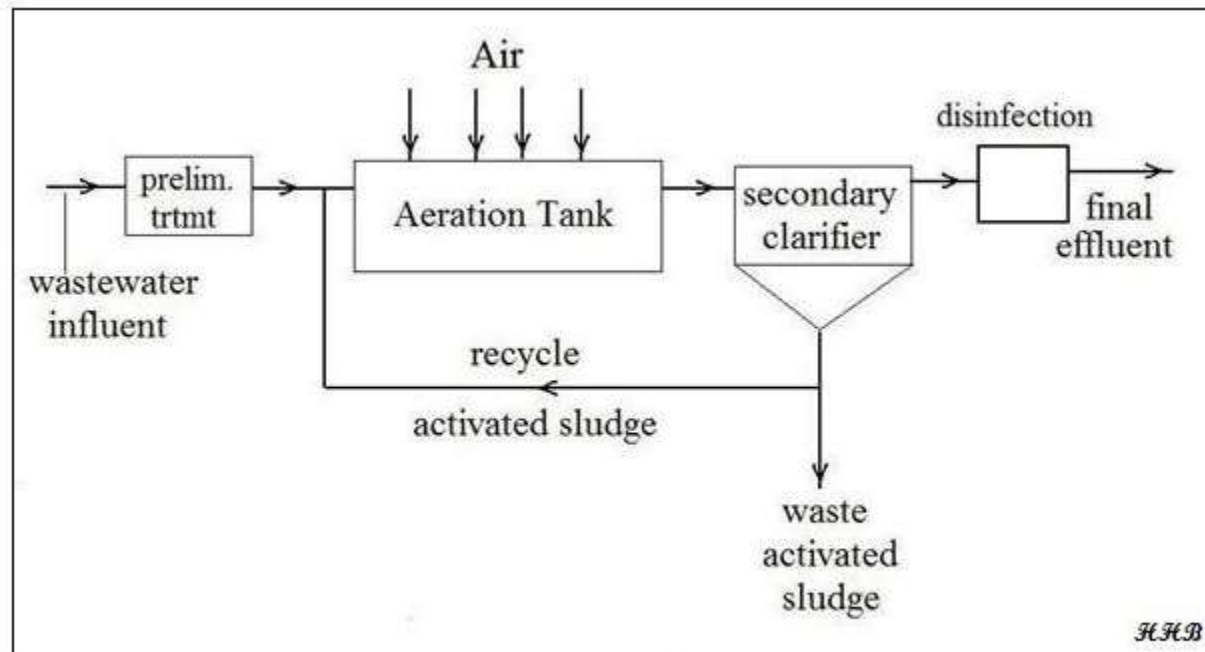 Air
disinfection
prelim.
trtmt
Aeration Tank
secondary
clarifier
final
effluent
wastewater
influent
recycle
activated sludge
waste
activated
sludge
HHB